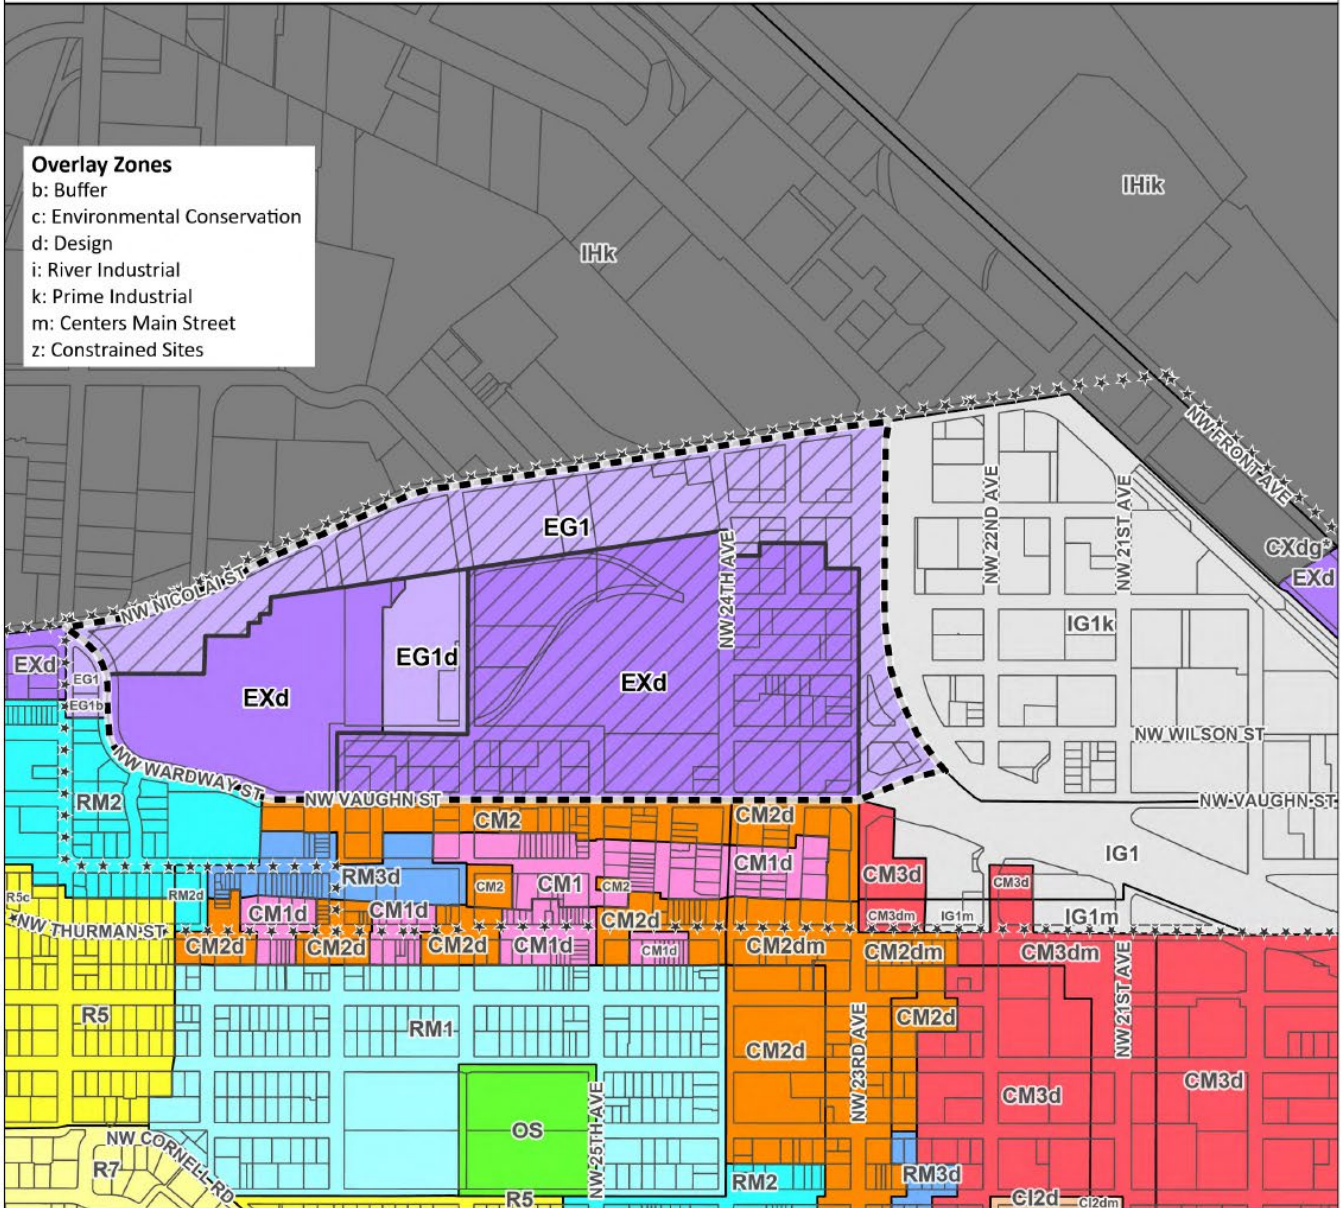 Overlay Zones
b: Buffer
c: Environmental Conservation
d: Design
i: River Industrial
k: Prime Industrial
m: Centers Main Street
z: Constrained Sites
IHik
IHk
NW FRONT AVE
NW 22ND AVE
NW 21ST AVE
EG1
CXdg*
EXd
NW 24TH AVE
NW NICOLAI ST
IG1k
EG1d
EXd
EG1
EXd
EXd
EG1b
NW WILSON ST
NW WARDWAY ST
RM2
NW VAUGHN ST
NW VAUGHN ST
CM2
CM2d
IG1
CM1d
CM3d
RM3d
CM1
CM2
CM2
CM3d
R5c
RM2d
CM1d
CM1d
CM2d
CM3dm
IG1m
IG1m
NW THURMAN ST
CM2d
CM2d
CM2d
CM1d
CM1d
CM2dm
CM2dm
CM3dm
NW 21ST AVE
R5
RM1
CM2d
CM2d
NW 23RD AVE
CM3d
CM3d
OS
NW 25TH AVE
NW CORNELL RD
R7
RM2
RM3d
R5
CI2d
CI2dm